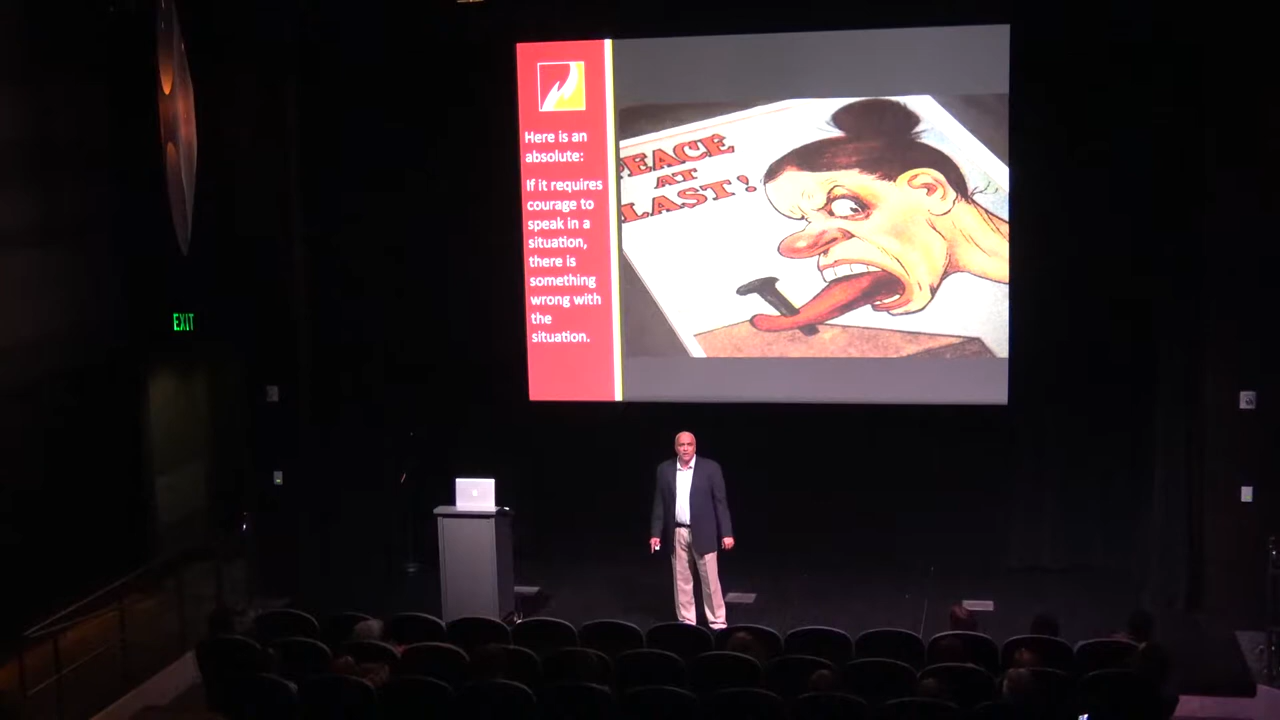 Here is an
absolute:
If it requires
courage to
speak in a
situation,
there is
something
wrong with
the
situation.
PEACE
AT
LAST!
EXIT